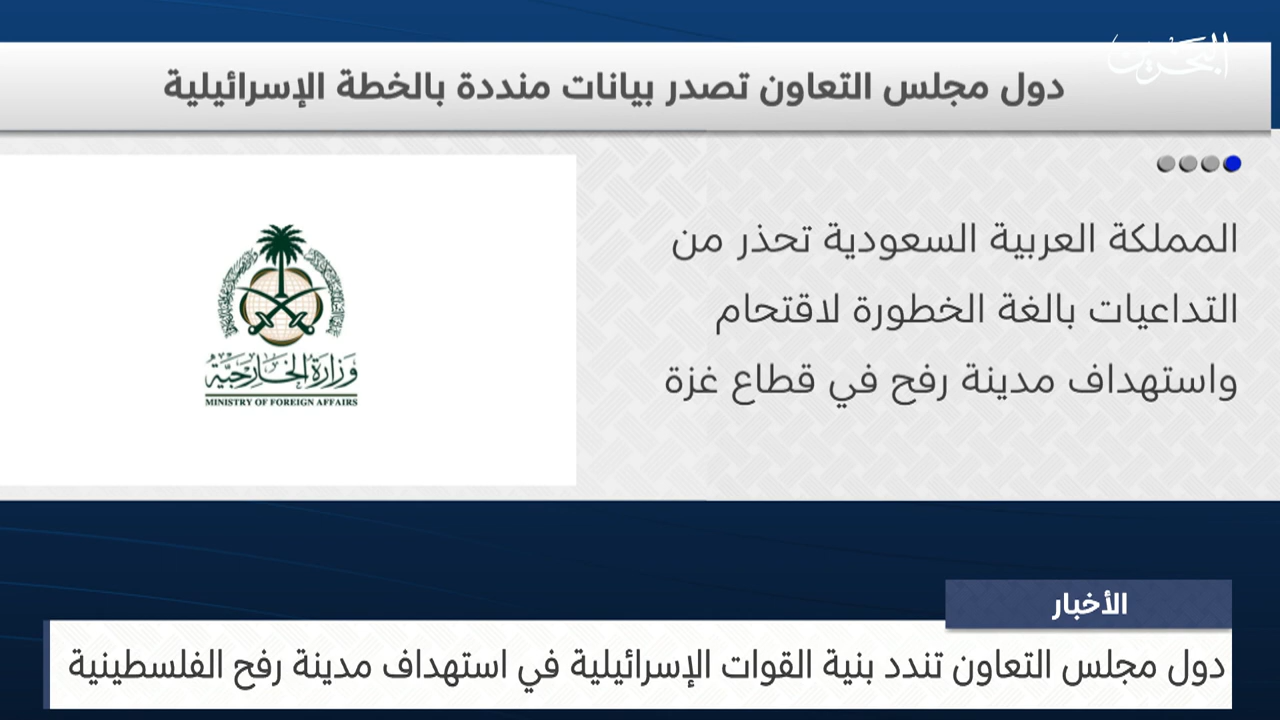 البحرين
دول مجلس التعاون تصدر بيانات منددة بالخطة الإسرائيلية
المملكة العربية السعودية تحذر من
التداعيات بالغة الخطورة لاقتحام
واستهداف مدينة رفح في قطاع غزة
وزارة الخارجية
MINISTRY OF FOREIGN AFFAIRS
الأخبار
دول مجلس التعاون تندد بنية القوات الإسرائيلية في استهداف مدينة رفح الفلسطينية